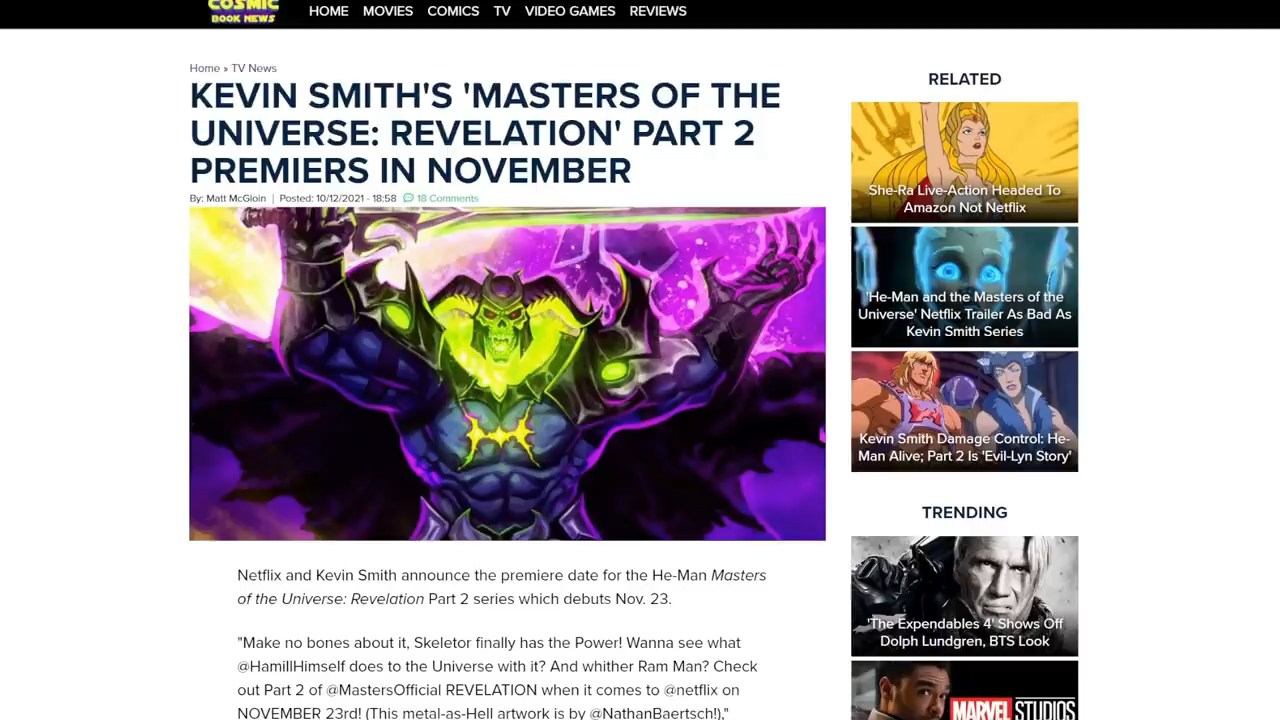 COSMIC
BOOK NEWS
HOME MOVIES COMICS TV VIDEO GAMES REVIEWS
Home » TV News
KEVIN SMITH'S 'MASTERS OF THE
UNIVERSE: REVELATION' PART 2
PREMIERS IN NOVEMBER
By: Matt McGloin | Posted: 10/12/2021 - 18:58 18 Comments
Netflix and Kevin Smith announce the premiere date for the He-Man Masters
of the Universe: Revelation Part 2 series which debuts Nov. 23.
"Make no bones about it, Skeletor finally has the Power! Wanna see what
@HamillHimself does to the Universe with it? And whither Ram Man? Check
out Part 2 of @MastersOfficial REVELATION when it comes to @netflix on
NOVEMBER 23rd! (This metal-as-Hell artwork is by @NathanBaertsch!),"
RELATED
She-Ra Live-Action Headed To
Amazon Not Netflix
'He-Man and the Masters of the
Universe' Netflix Trailer As Bad As
Kevin Smith Series
Kevin Smith Damage Control: He-
Man Alive; Part 2 Is 'Evil-Lyn Story'
TRENDING
'The Expendables 4' Shows Off
Dolph Lundgren, BTS Look
MARVEL STUDIOS